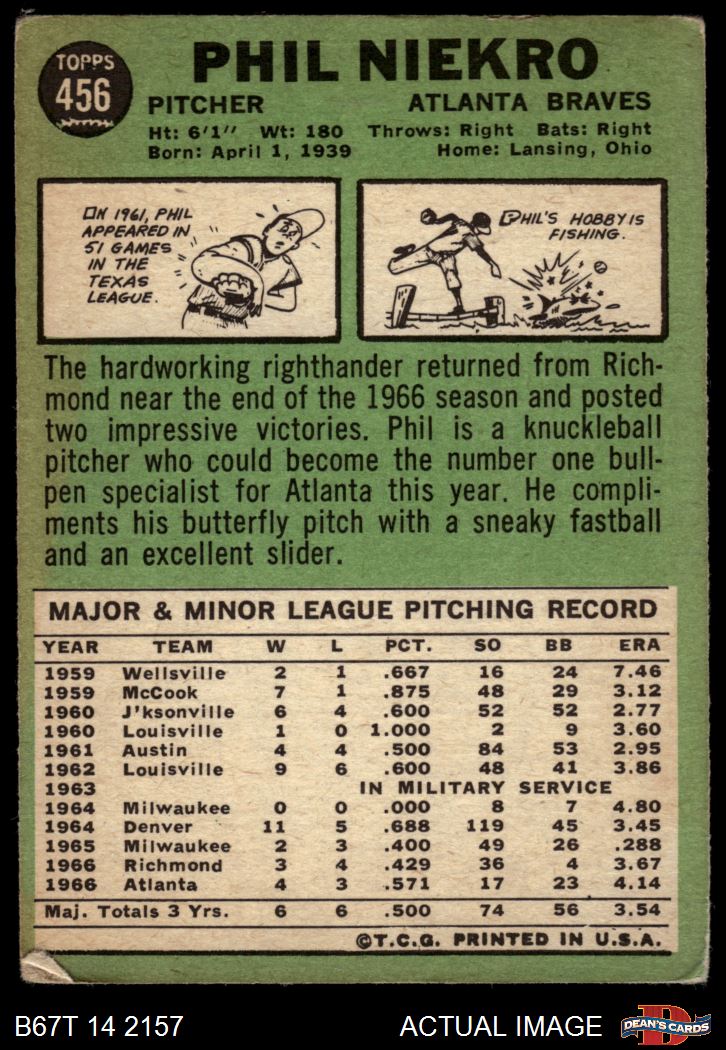 TOPPS
456
PHIL NIEKRO
PITCHER ATLANTA BRAVES
Ht: 6'1" Wt: 180 Throws: Right Bats: Right
Born: April 1, 1939 Home: Lansing, Ohio
IN 1961, PHIL
APPEARED IN
51 GAMES
IN THE
TEXAS
LEAGUE.
PHIL'S HOBBY IS
FISHING.
The hardworking righthander returned from Rich-
mond near the end of the 1966 season and posted
two impressive victories. Phil is a knuckleball
pitcher who could become the number one bull-
pen specialist for Atlanta this year. He compli-
ments his butterfly pitch with a sneaky fastball
and an excellent slider.
MAJOR & MINOR LEAGUE PITCHING RECORD
YEAR TEAM W L PCT. SO BB ERA
1959 Wellsville 2 1 .667 16 24 7.46
1959 McCook 7 1 .875 48 29 3.12
1960 J'ksonville 6 4 .600 52 52 2.77
1960 Louisville 1 0 1.000 2 9 3.60
1961 Austin 4 4 .500 84 53 2.95
1962 Louisville 9 6 .600 48 41 3.86
1963 IN MILITARY SERVICE
1964 Milwaukee 0 0 .000 8 7 4.80
1964 Denver 11 5 .688 119 45 3.45
1965 Milwaukee 2 3 .400 49 26 .288
1966 Richmond 3 4 .429 36 4 3.67
1966 Atlanta 4 3 .571 17 23 4.14
Maj. Totals 3 Yrs. 6 6 .500 74 56 3.54
©T.C.G. PRINTED IN U.S.A.
B67T 14 2157 ACTUAL IMAGE
D
DEAN'S CARDS